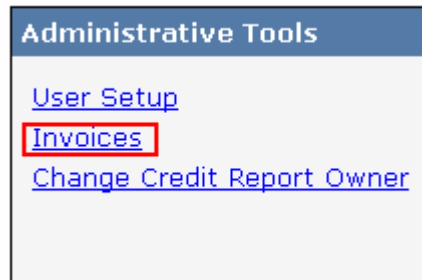 Administrative Tools
User Setup
Invoices
Change Credit Report Owner